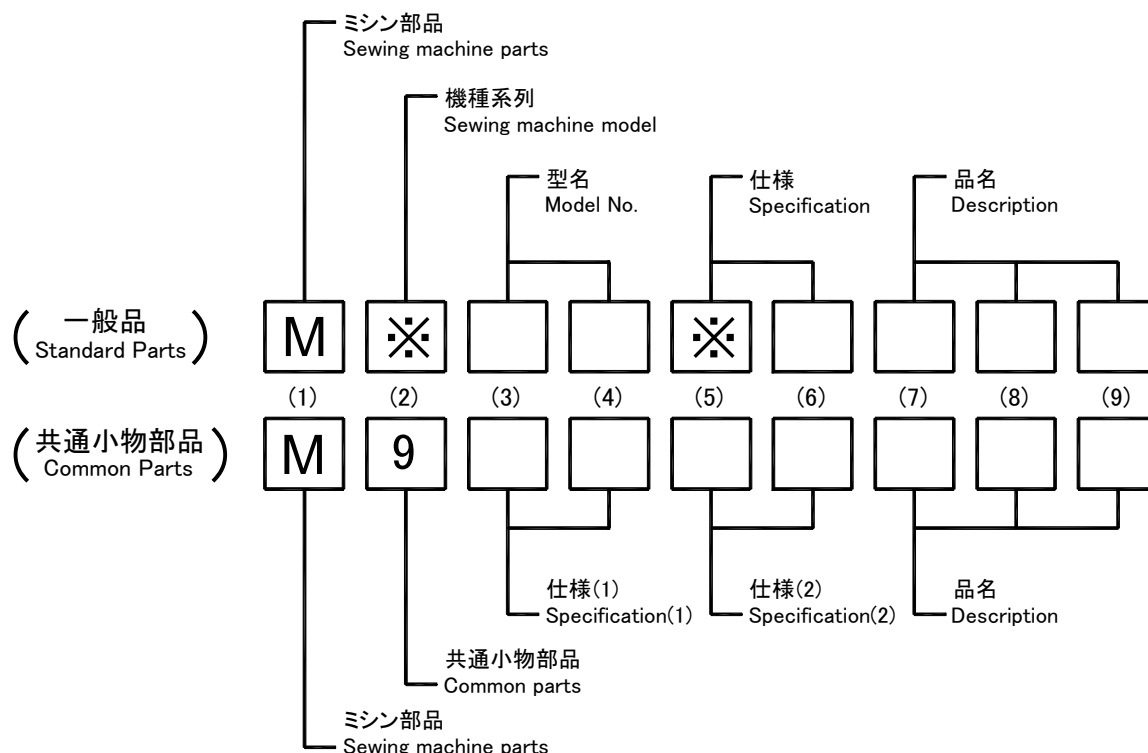 ミシン部品
Sewing machine parts
機種系列
Sewing machine model
型名
Model No.
仕様
Specification
品名
Description
(一般品
Standard Parts)
M ※ ※
(1) (2) (3) (4) (5) (6) (7) (8) (9)
(共通小物部品
Common Parts)
M 9
仕様(1)
Specification(1)
仕様(2)
Specification(2)
品名
Description
共通小物部品
Common parts
ミシン部品
Sewing machine parts